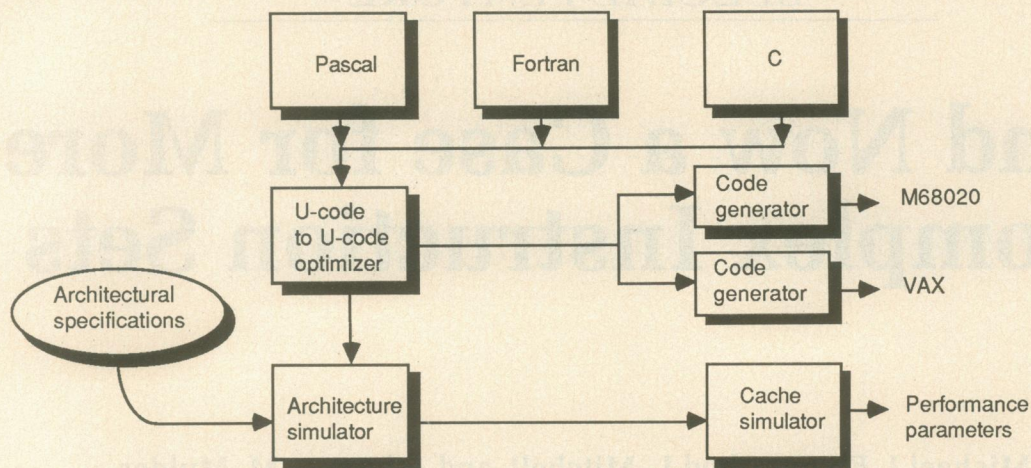 Pascal
Fortran
C
U-code
to U-code
optimizer
Code
generator
M68020
Code
generator
VAX
Architectural
specifications
Architecture
simulator
Cache
simulator
Performance
parameters